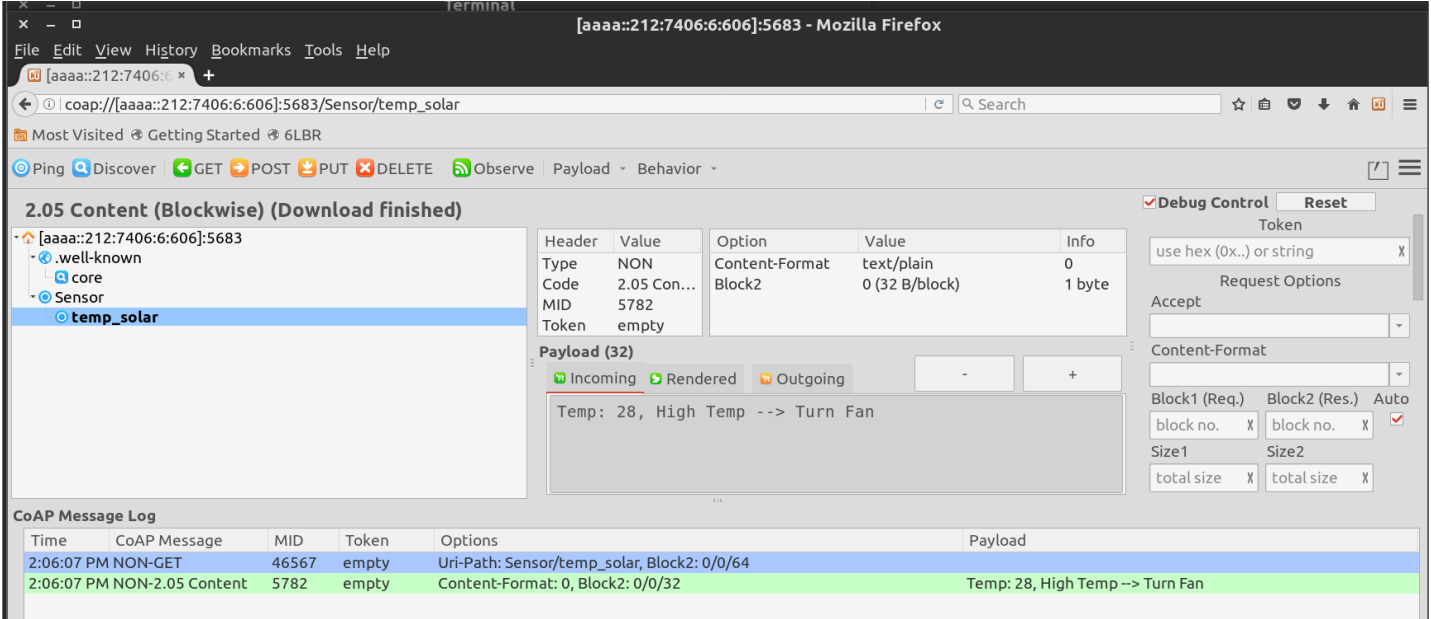 Terminal
[aaaa::212:7406:6:606]:5683 - Mozilla Firefox
File Edit View History Bookmarks Tools Help
[aaaa::212:7406:6 × +
coap://[aaaa::212:7406:6:606]:5683/Sensor/temp_solar
Search
Most Visited Getting Started 6LBR
Ping Discover GET POST PUT DELETE Observe Payload Behavior
2.05 Content (Blockwise) (Download finished)
[aaaa::212:7406:6:606]:5683
.well-known
core
Sensor
temp_solar
Header Value
Type NON
Code 2.05 Con...
MID 5782
Token empty
Option Value Info
Content-Format text/plain 0
Block2 0 (32 B/block) 1 byte
Payload (32)
Incoming Rendered Outgoing - +
Temp: 28, High Temp --> Turn Fan
Debug Control Reset
Token
use hex (0x..) or string X
Request Options
Accept
Content-Format
Block1 (Req.) Block2 (Res.) Auto
block no. X block no. X
Size1 Size2
total size X total size X
CoAP Message Log
Time CoAP Message MID Token Options Payload
2:06:07 PM NON-GET 46567 empty Uri-Path: Sensor/temp_solar, Block2: 0/0/64
2:06:07 PM NON-2.05 Content 5782 empty Content-Format: 0, Block2: 0/0/32 Temp: 28, High Temp --> Turn Fan